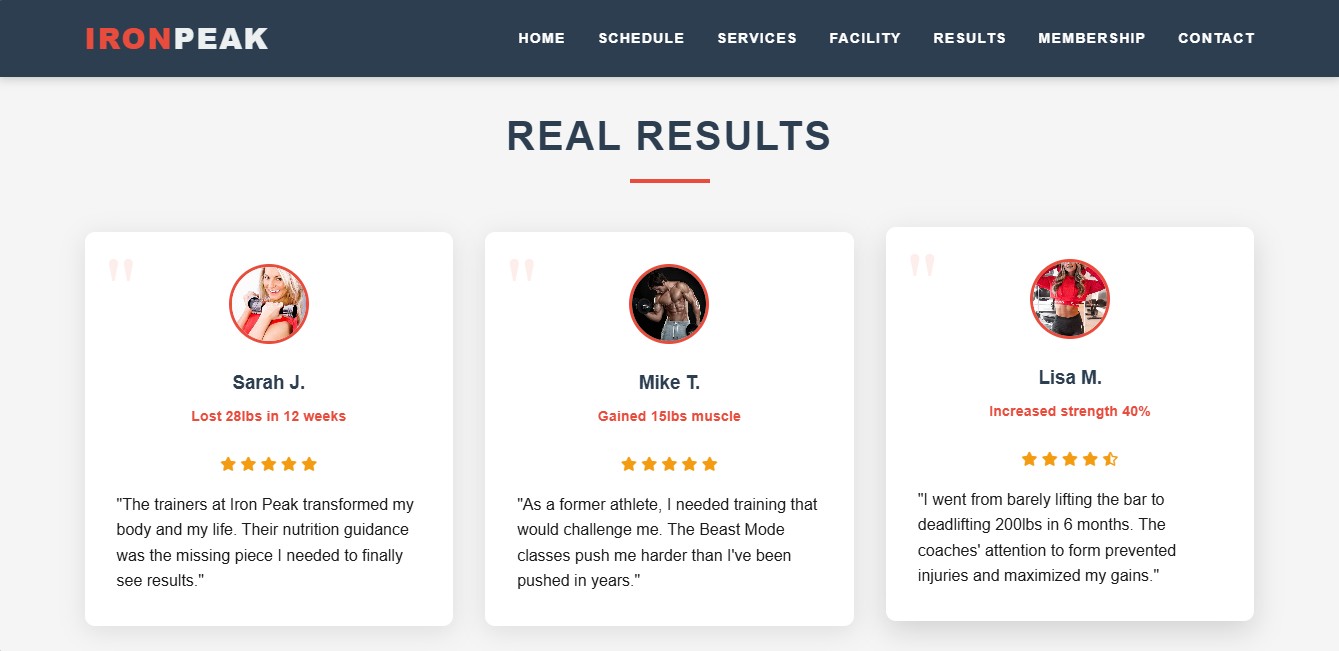 IRONPEAK
HOME SCHEDULE SERVICES FACILITY RESULTS MEMBERSHIP CONTACT
REAL RESULTS
"
Sarah J.
Lost 28lbs in 12 weeks
"The trainers at Iron Peak transformed my
body and my life. Their nutrition guidance
was the missing piece I needed to finally
see results."
"
Mike T.
Gained 15lbs muscle
"As a former athlete, I needed training that
would challenge me. The Beast Mode
classes push me harder than I've been
pushed in years."
"
Lisa M.
Increased strength 40%
"I went from barely lifting the bar to
deadlifting 200lbs in 6 months. The
coaches' attention to form prevented
injuries and maximized my gains."